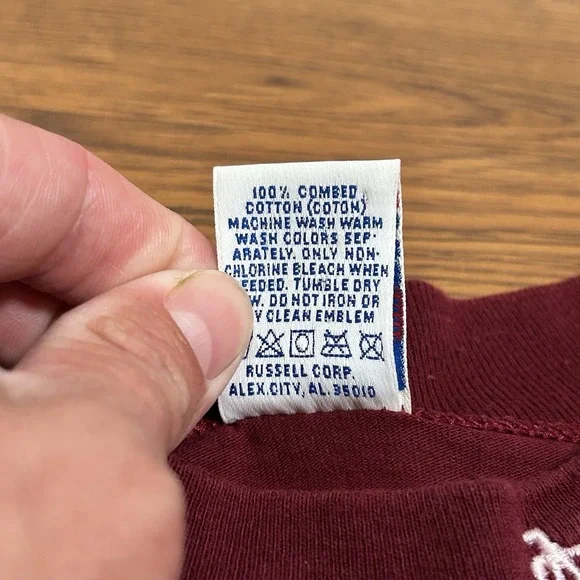 100% COMBED
COTTON (COTON)
MACHINE WASH WARM
WASH COLORS SEP-
ARATELY. ONLY NON-
CHLORINE BLEACH WHEN
EEDED. TUMBLE DRY
W. DO NOT IRON OR
Y CLEAN EMBLEM
RUSSELL CORP.
ALEX.CITY, AL. 35010